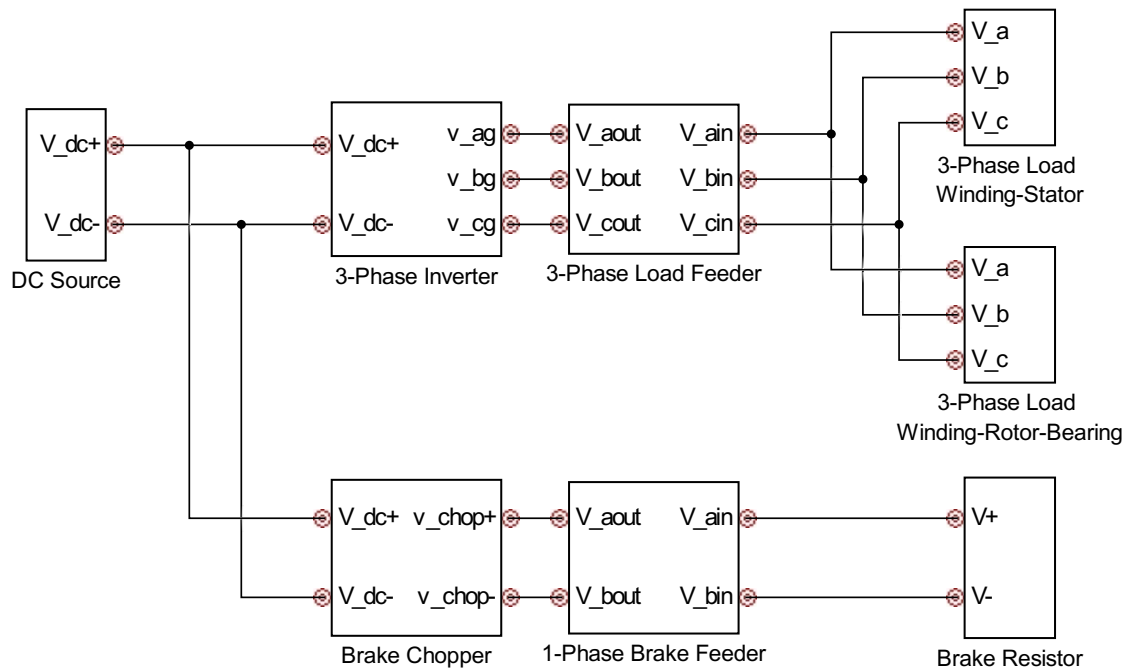 V_a
V_b
V_c
3-Phase Load
Winding-Stator
V_dc+
V_dc-
DC Source
V_dc+ v_ag
v_bg
V_dc- v_cg
3-Phase Inverter
V_aout V_ain
V_bout V_bin
V_cout V_cin
3-Phase Load Feeder
V_a
V_b
V_c
3-Phase Load
Winding-Rotor-Bearing
V_dc+ v_chop+
V_dc- v_chop-
Brake Chopper
V_aout V_ain
V_bout V_bin
1-Phase Brake Feeder
V+
V-
Brake Resistor